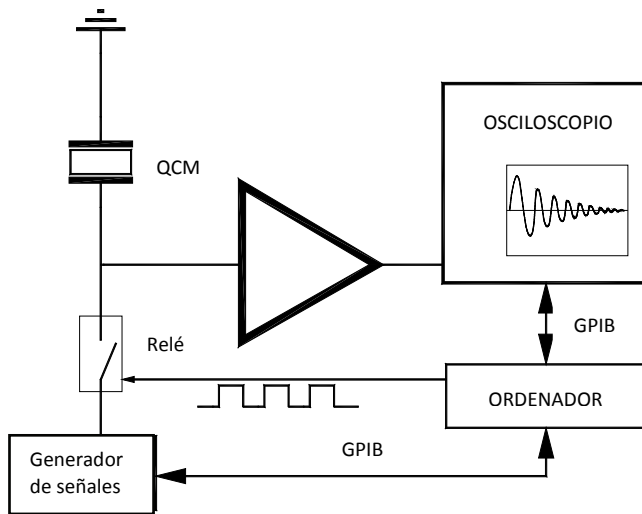 OSCILOSCOPIO
QCM
GPIB
Relé
ORDENADOR
GPIB
Generador
de señales